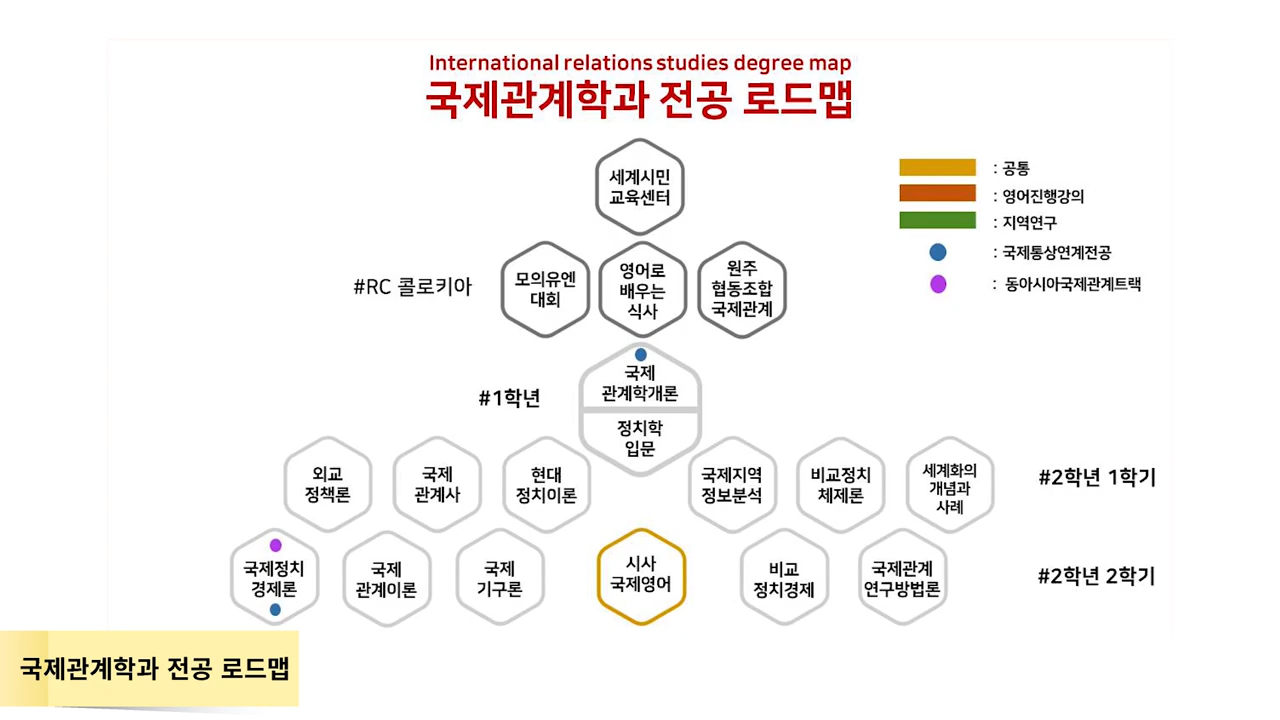 International relations studies degree map
국제관계학과 전공 로드맵
세계시민
교육센터
: 공통
: 영어진행강의
: 지역연구
: 국제통상연계전공
: 동아시아국제관계트랙
#RC 콜로키아
모의유엔
대회
영어로
배우는
식사
원주
협동조합
국제관계
#1학년
국제
관계학개론
정치학
입문
외교
정책론
국제
관계사
현대
정치이론
국제지역
정보분석
비교정치
체제론
세계화의
개념과
사례
#2학년 1학기
국제정치
경제론
국제
관계이론
국제
기구론
시사
국제영어
비교
정치경제
국제관계
연구방법론
#2학년 2학기
국제관계학과 전공 로드맵